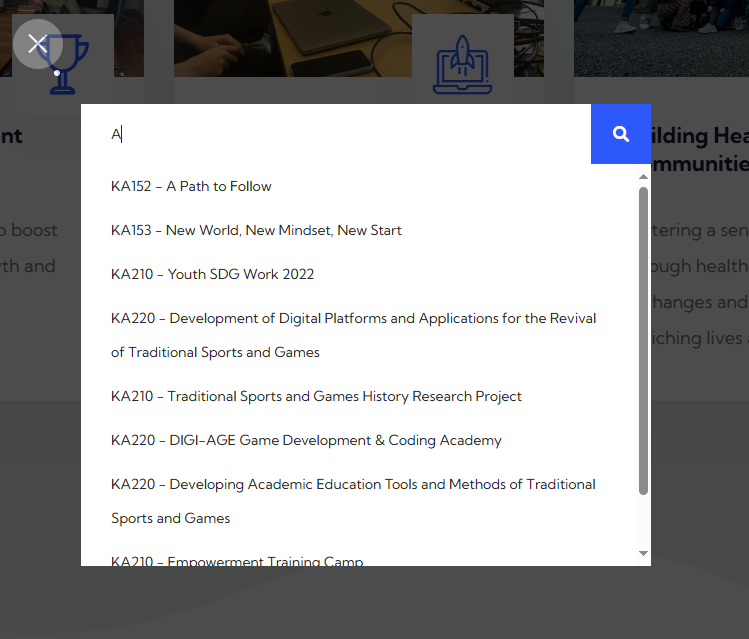 A
KA152 - A Path to Follow
KA153 - New World, New Mindset, New Start
KA210 - Youth SDG Work 2022
KA220 - Development of Digital Platforms and Applications for the Revival
of Traditional Sports and Games
KA210 - Traditional Sports and Games History Research Project
KA220 - DIGI-AGE Game Development & Coding Academy
KA220 - Developing Academic Education Tools and Methods of Traditional
Sports and Games
KA210 - Empowerment Training Camp
nt
boost
th and
ilding Hea
mmunitie
tering a sen
ough health
hanges and
iching lives